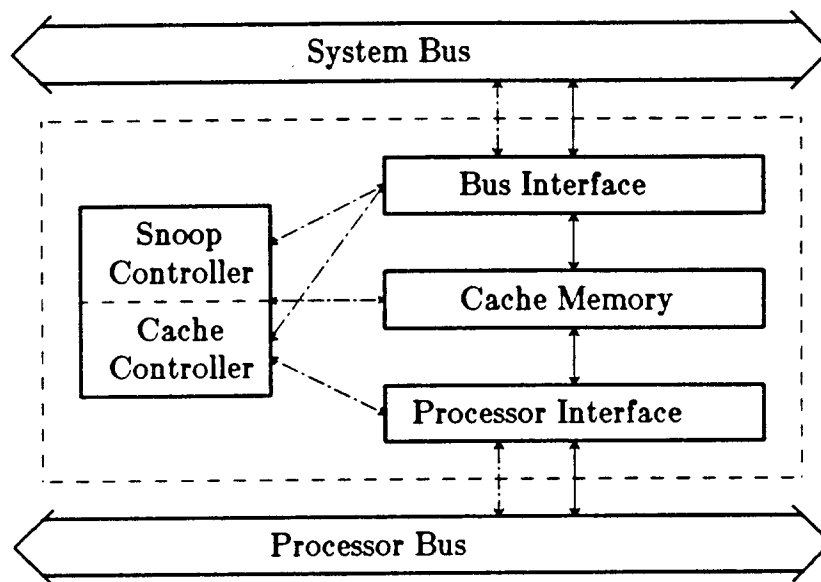 System Bus
Bus Interface
Snoop
Controller
Cache Memory
Cache
Controller
Processor Interface
Processor Bus